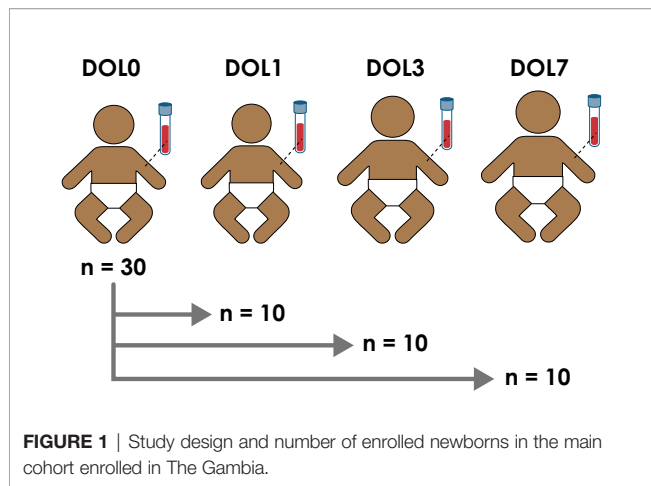 DOL0 DOL1 DOL3 DOL7
n = 30
n = 10
n = 10
n = 10
FIGURE 1 | Study design and number of enrolled newborns in the main
cohort enrolled in The Gambia.